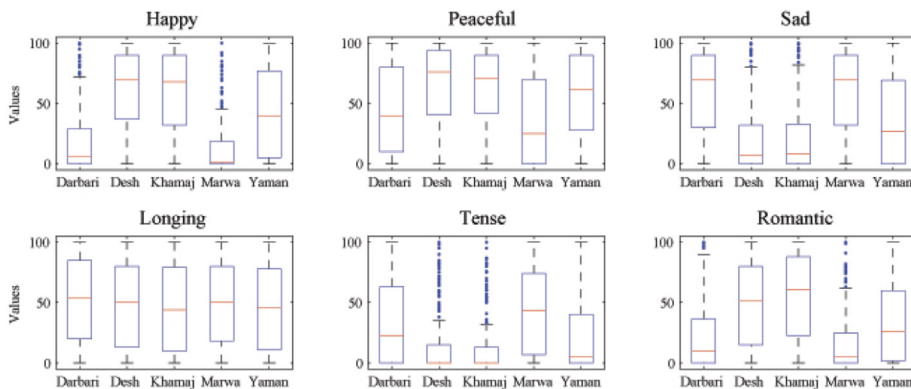 Happy Peaceful Sad
100 100 100
Values 50 50 50
0 0 0
Darbari Desh Khamaj Marwa Yaman Darbari Desh Khamaj Marwa Yaman Darbari Desh Khamaj Marwa Yaman
Longing Tense Romantic
100 100 100
Values 50 50 50
0 0 0
Darbari Desh Khamaj Marwa Yaman Darbari Desh Khamaj Marwa Yaman Darbari Desh Khamaj Marwa Yaman